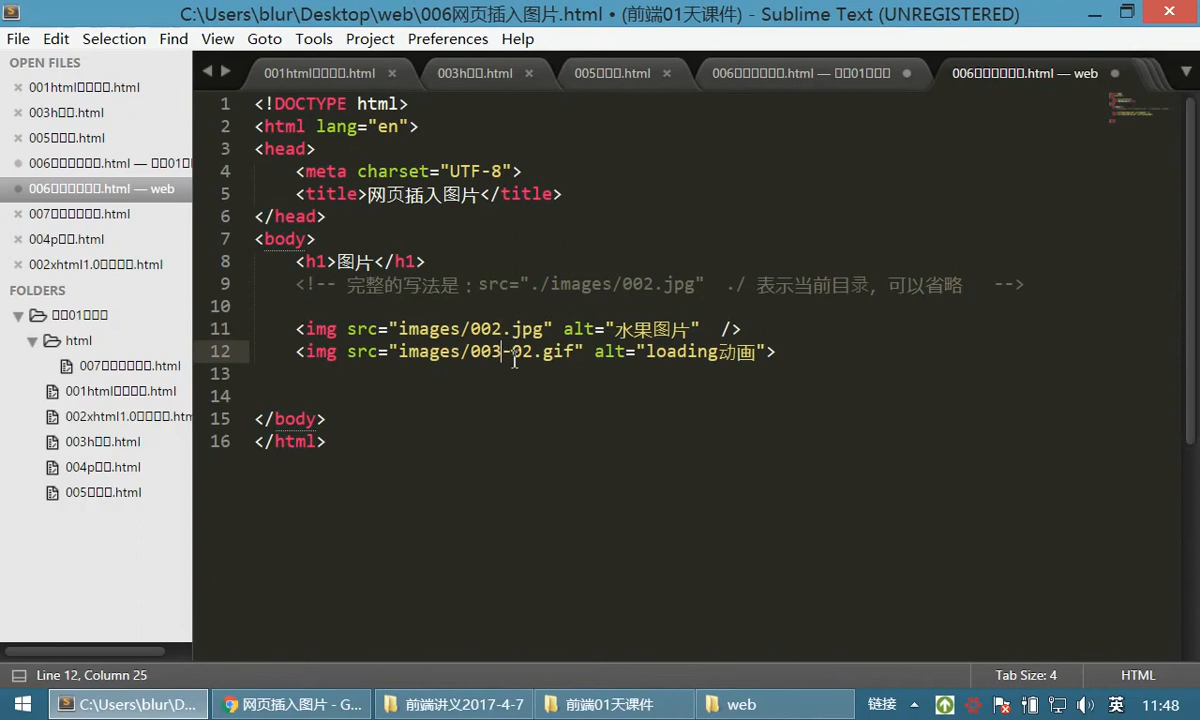 C:\Users\blur\Desktop\web\006网页插入图片.html • (前端01天课件) - Sublime Text (UNREGISTERED)
File Edit Selection Find View Goto Tools Project Preferences Help
OPEN FILES
001html .html
003h .html
005 .html
006 .html — 01
006 .html — web
007 .html
004p .html
002xhtml1.0 .html
FOLDERS
01
html
007 .html
001html .html
002xhtml1.0 .htm
003h .html
004p .html
005 .html
001html .html
003h .html
005 .html
006 .html — 01
006 .html — web
1 <!DOCTYPE html>
2 <html lang="en">
3 <head>
4 <meta charset="UTF-8">
5 <title>网页插入图片</title>
6 </head>
7 <body>
8 <h1>图片</h1>
9 <!-- 完整的写法是：src="./images/002.jpg" ./ 表示当前目录，可以省略 -->
10
11 <img src="images/002.jpg" alt="水果图片" />
12 <img src="images/003-02.gif" alt="loading动画">
13
14
15 </body>
16 </html>
Line 12, Column 25
Tab Size: 4
HTML
C:\Users\blur\D...
网页插入图片 - G...
前端讲义2017-4-7
前端01天课件
web
链接
英
11:48